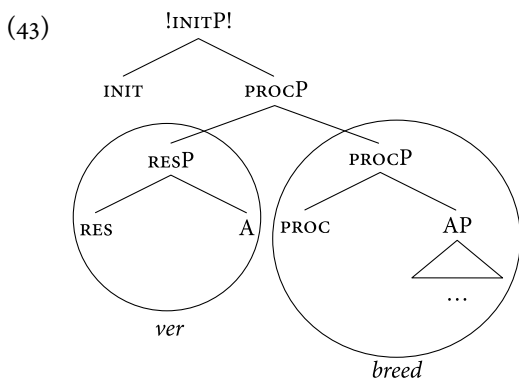 (43)
!INITP!
INIT PROCP
RESP PROCP
RES A PROC AP
...
ver
breed